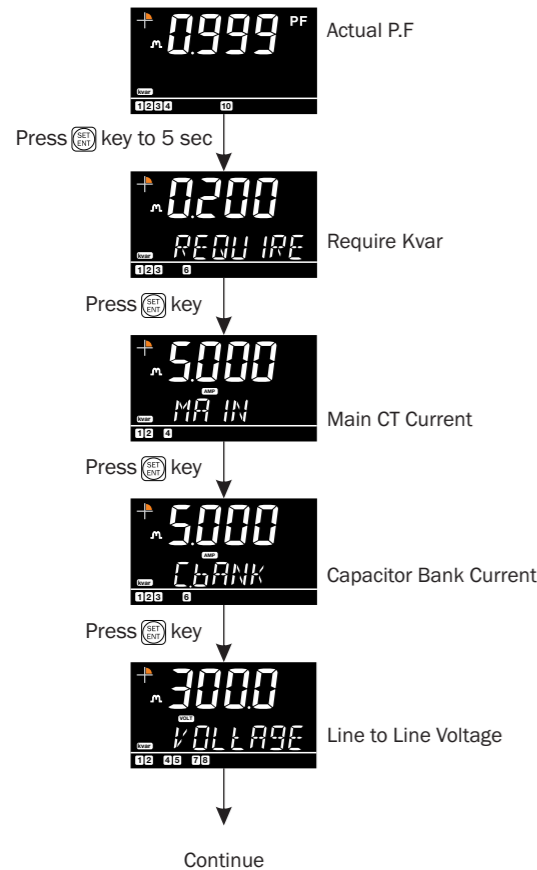 0.999 PF Actual P.F
kvar
1 2 3 4 10
Press SET ENT key to 5 sec
0.200
kvar REQUIRE Require Kvar
1 2 3 6
Press SET ENT key
5.000
AMP
kvar MAIN Main CT Current
1 2 4
Press SET ENT key
5.000
AMP
kvar C.bANK Capacitor Bank Current
1 2 3 6
Press SET ENT key
300.0
VOLT
kvar VOLtAGE Line to Line Voltage
1 2 4 5 7 8
Continue